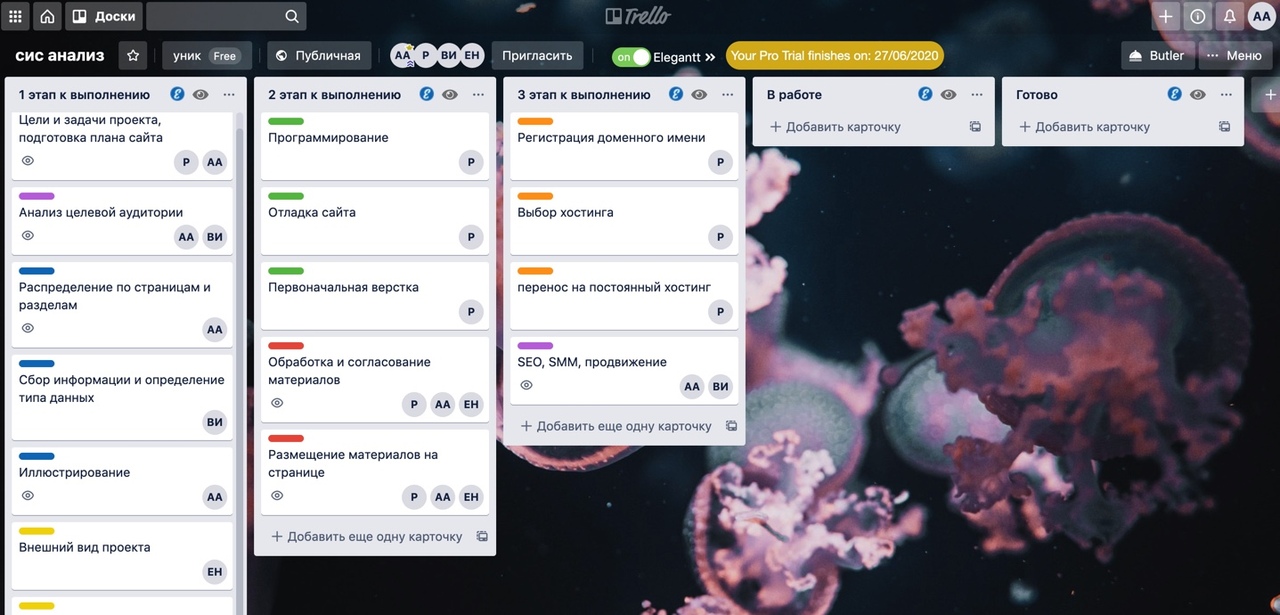 Доски
Trello
AA
сис анализ
уник Free
Публичная
AA Р ВИ ЕН
Пригласить
on Elegantt »
Your Pro Trial finishes on: 27/06/2020
Butler
··· Меню
1 этап к выполнению
Цели и задачи проекта,
подготовка плана сайта
Р AA
Анализ целевой аудитории
AA ВИ
Распределение по страницам и
разделам
AA
Сбор информации и определение
типа данных
ВИ
Иллюстрирование
AA
Внешний вид проекта
ЕН
2 этап к выполнению
Программирование
Р
Отладка сайта
Р
Первоначальная верстка
Р
Обработка и согласование
материалов
Р AA ЕН
Размещение материалов на
странице
Р AA ЕН
+ Добавить еще одну карточку
3 этап к выполнению
Регистрация доменного имени
Р
Выбор хостинга
Р
перенос на постоянный хостинг
Р
SEO, SMM, продвижение
AA ВИ
+ Добавить еще одну карточку
В работе
+ Добавить карточку
Готово
+ Добавить карточку